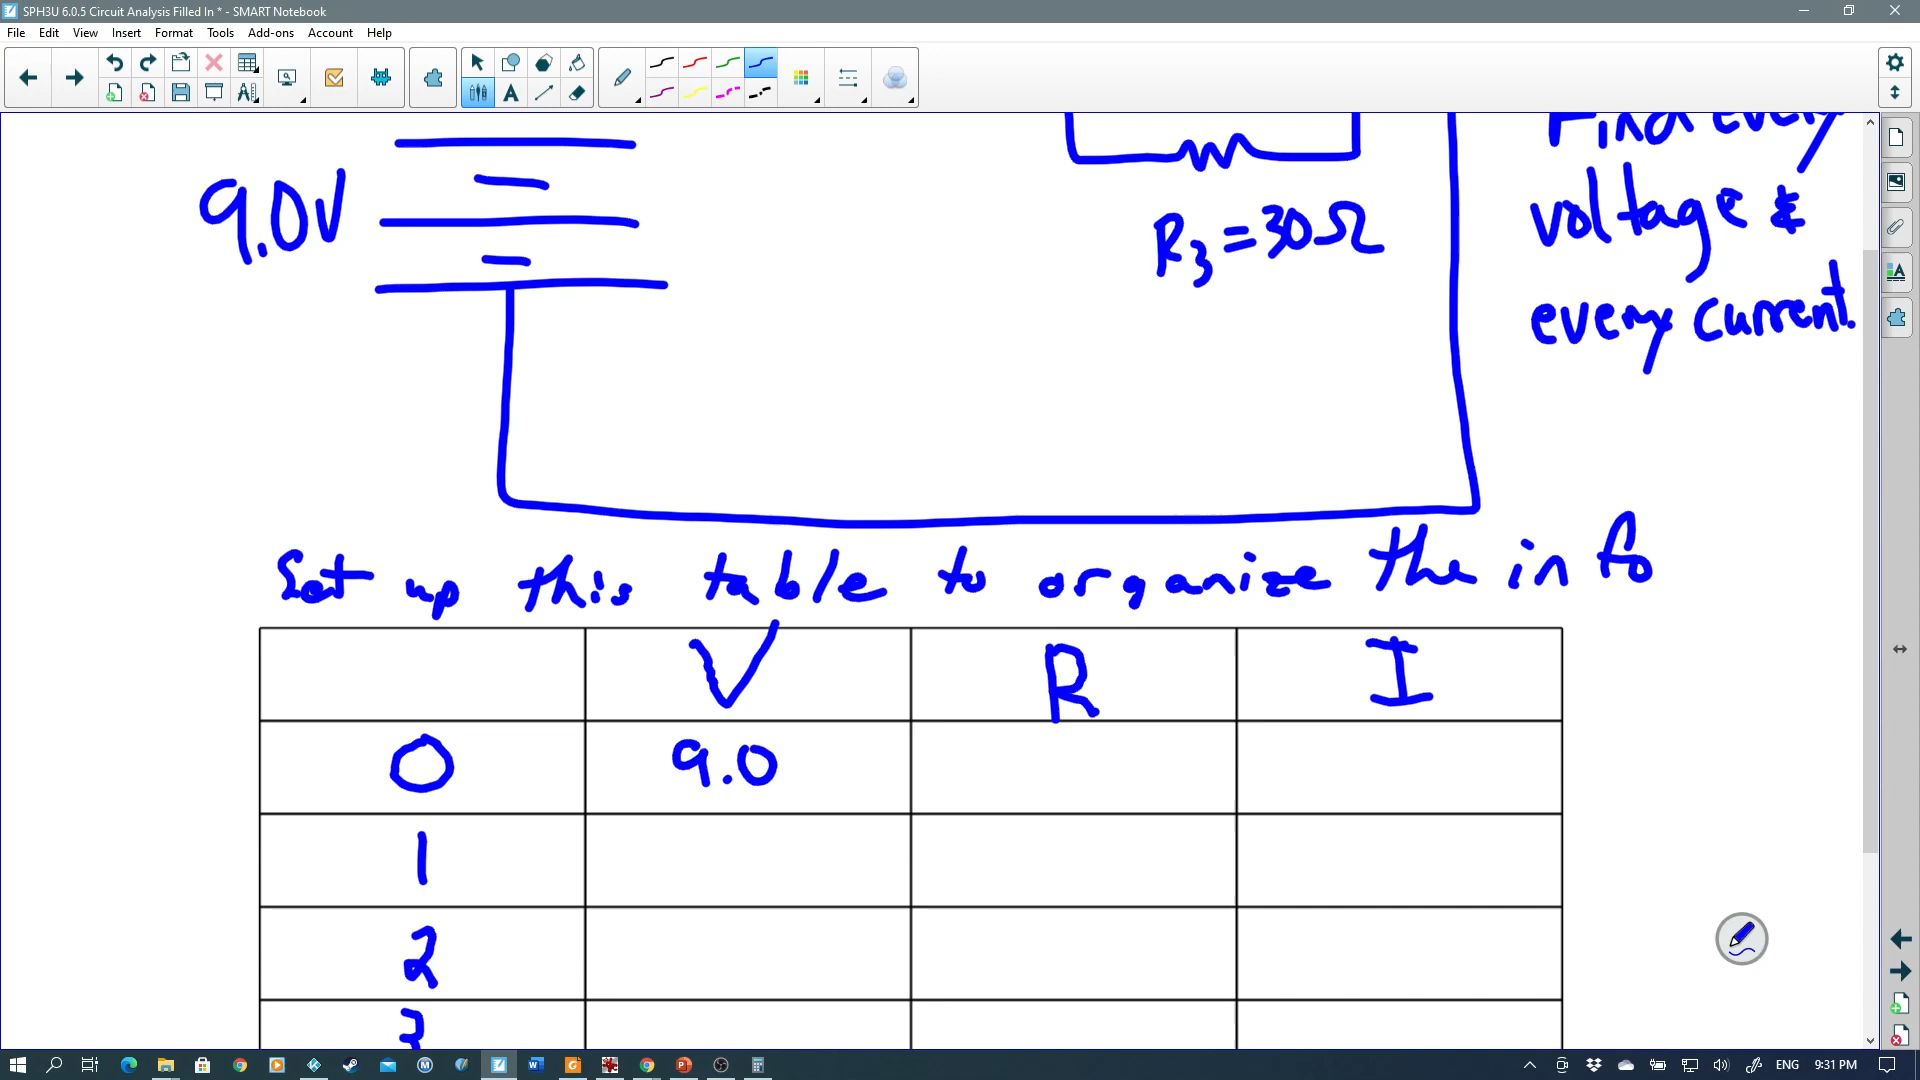 SPH3U 6.0.5 Circuit Analysis Filled In * - SMART Notebook
File Edit View Insert Format Tools Add-ons Account Help
Find every
9.0V
voltage &
R3=30Ω
every current.
Set up this table to organize the info
V R I
0 9.0
1
2
3
ENG 9:31 PM